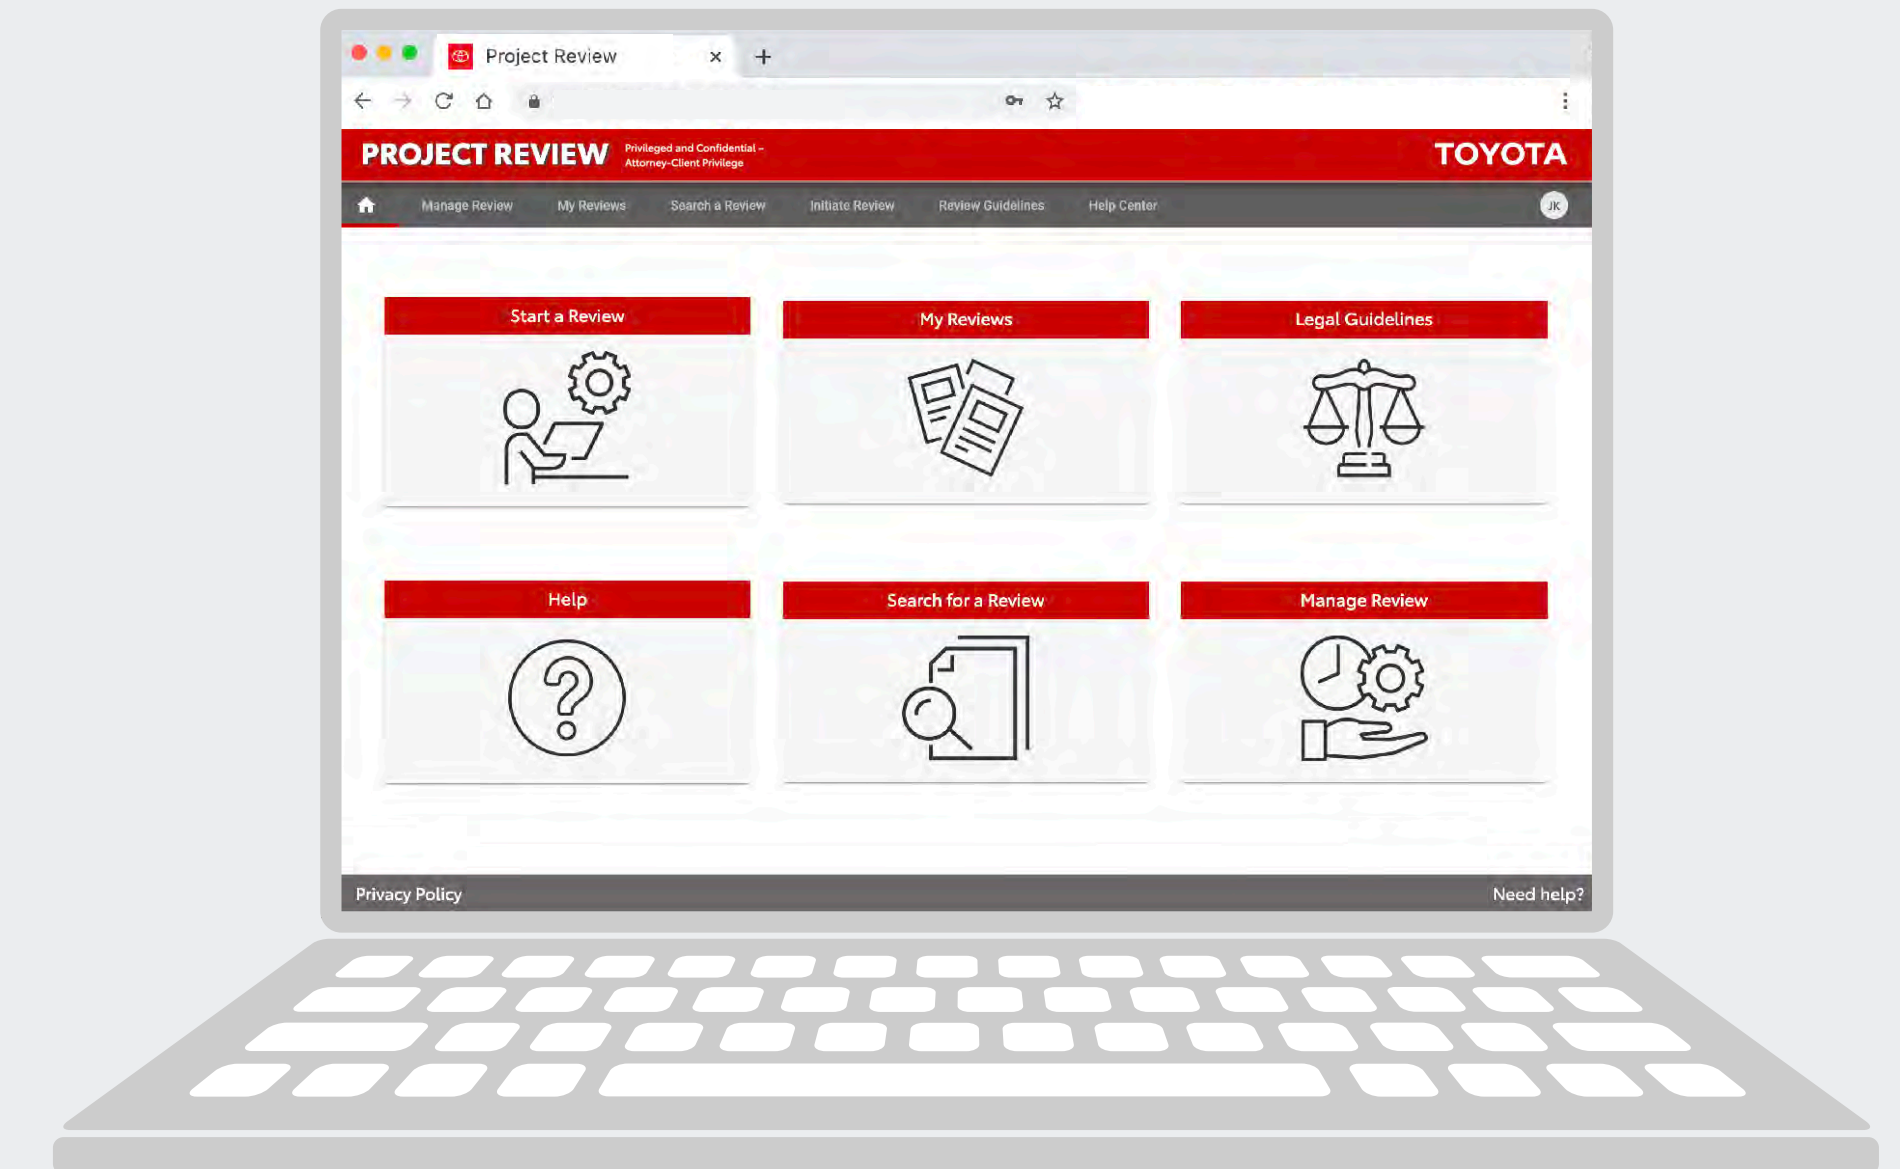 Project Review
PROJECT REVIEW
Privileged and Confidential –
Attorney-Client Privilege
TOYOTA
Manage Review
My Reviews
Search a Review
Initiate Review
Review Guidelines
Help Center
JK
Start a Review
My Reviews
Legal Guidelines
Help
Search for a Review
Manage Review
Privacy Policy
Need help?